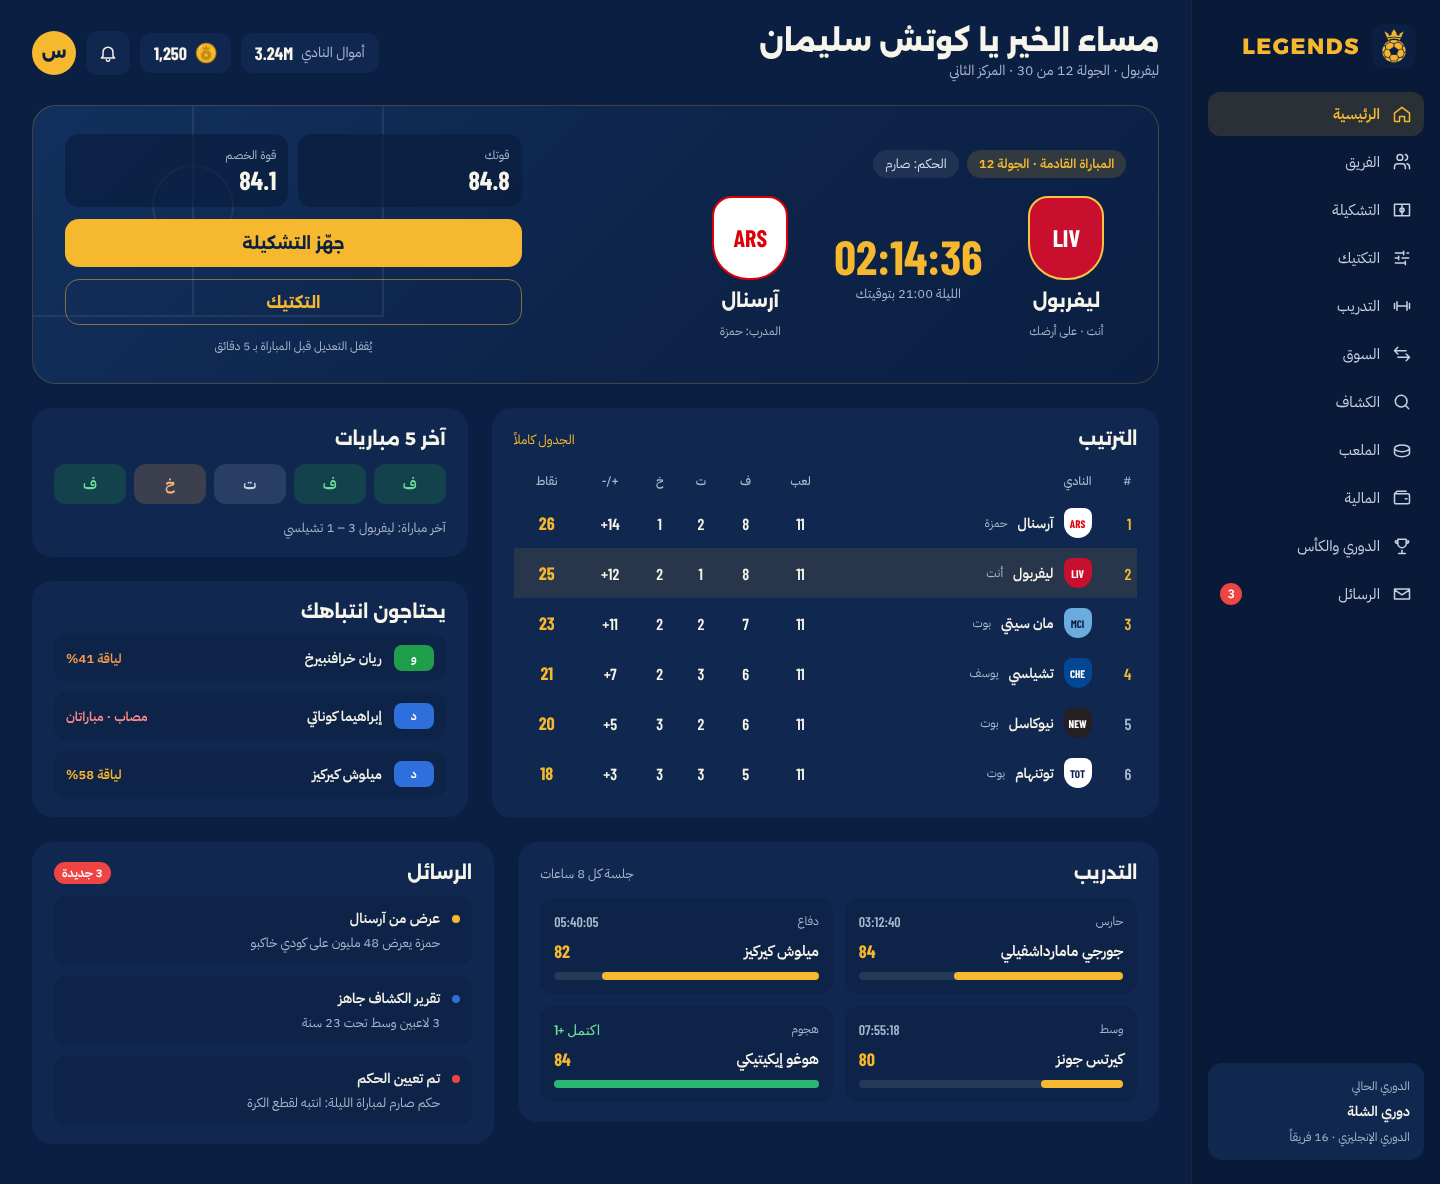 LEGENDS
الرئيسية
الفريق
التشكيلة
التكتيك
التدريب
السوق
الكشاف
الملعب
المالية
الدوري والكأس
الرسائل 3
الدوري الحالي
دوري الشلة
الدوري الإنجليزي · 16 فريقاً
مساء الخير يا كوتش سليمان
ليفربول · الجولة 12 من 30 · المركز الثاني
أموال النادي 3.24M
1,250
س
المباراة القادمة · الجولة 12
الحكم: صارم
LIV
ليفربول
أنت · على أرضك
02:14:36
الليلة 21:00 بتوقيتك
ARS
آرسنال
المدرب: حمزة
قوتك
84.8
قوة الخصم
84.1
جهّز التشكيلة
التكتيك
يُقفل التعديل قبل المباراة بـ 5 دقائق
الترتيب
الجدول كاملاً
# النادي لعب ف ت خ +/- نقاط
1 ARS آرسنال حمزة 11 8 2 1 +14 26
2 LIV ليفربول أنت 11 8 1 2 +12 25
3 MCI مان سيتي بوت 11 7 2 2 +11 23
4 CHE تشيلسي يوسف 11 6 3 2 +7 21
5 NEW نيوكاسل بوت 11 6 2 3 +5 20
6 TOT توتنهام بوت 11 5 3 3 +3 18
آخر 5 مباريات
ف ف ت خ ف
آخر مباراة: ليفربول 3 – 1 تشيلسي
يحتاجون انتباهك
و ريان خرافنبيرخ لياقة 41%
د إبراهيما كوناتي مصاب · مباراتان
د ميلوش كيركيز لياقة 58%
التدريب
جلسة كل 8 ساعات
حارس 03:12:40
جورجي مامارداشفيلي 84
دفاع 05:40:05
ميلوش كيركيز 82
وسط 07:55:18
كيرتس جونز 80
هجوم اكتمل +1
هوغو إيكيتيكي 84
الرسائل
3 جديدة
عرض من آرسنال
حمزة يعرض 48 مليون على كودي خاكبو
تقرير الكشاف جاهز
3 لاعبين وسط تحت 23 سنة
تم تعيين الحكم
حكم صارم لمباراة الليلة: انتبه لقطع الكرة